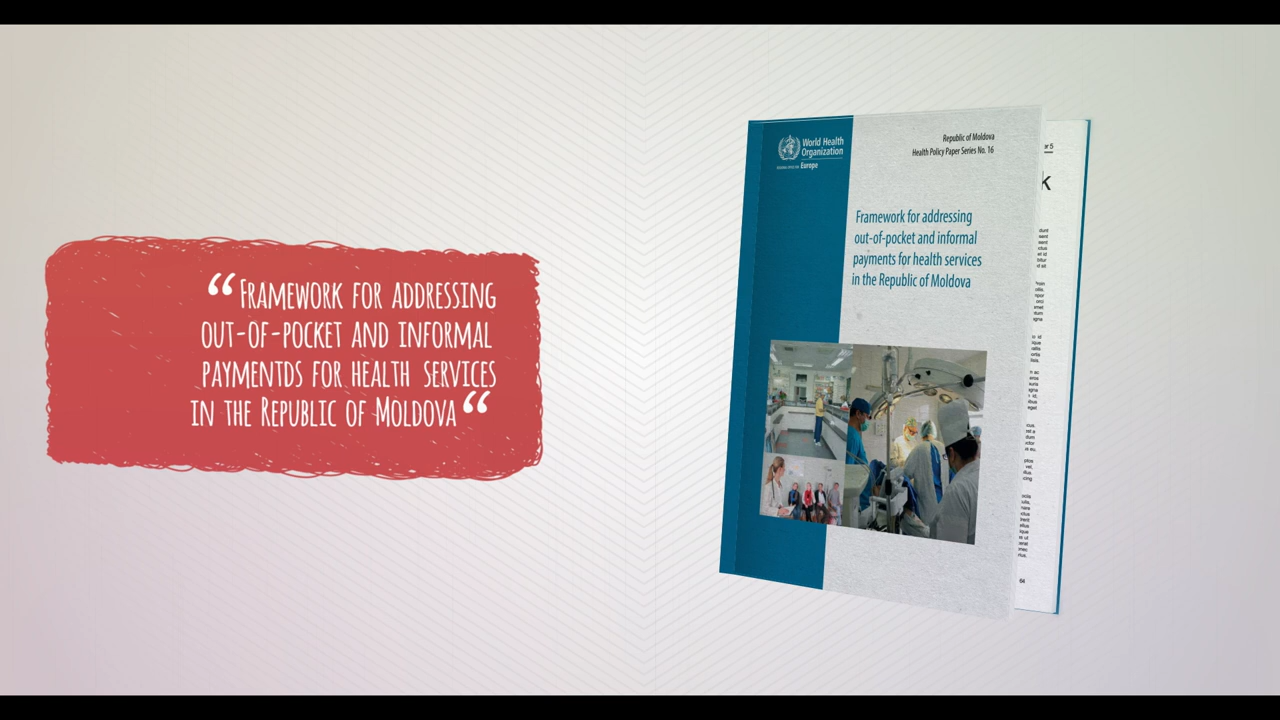 “Framework for addressing
out-of-pocket and informal
paymentds for health services
in the Republic of Moldova“
World Health
Organization
Europe
Republic of Moldova
Health Policy Paper Series No. 16
Framework for addressing
out-of-pocket and informal
payments for health services
in the Republic of Moldova